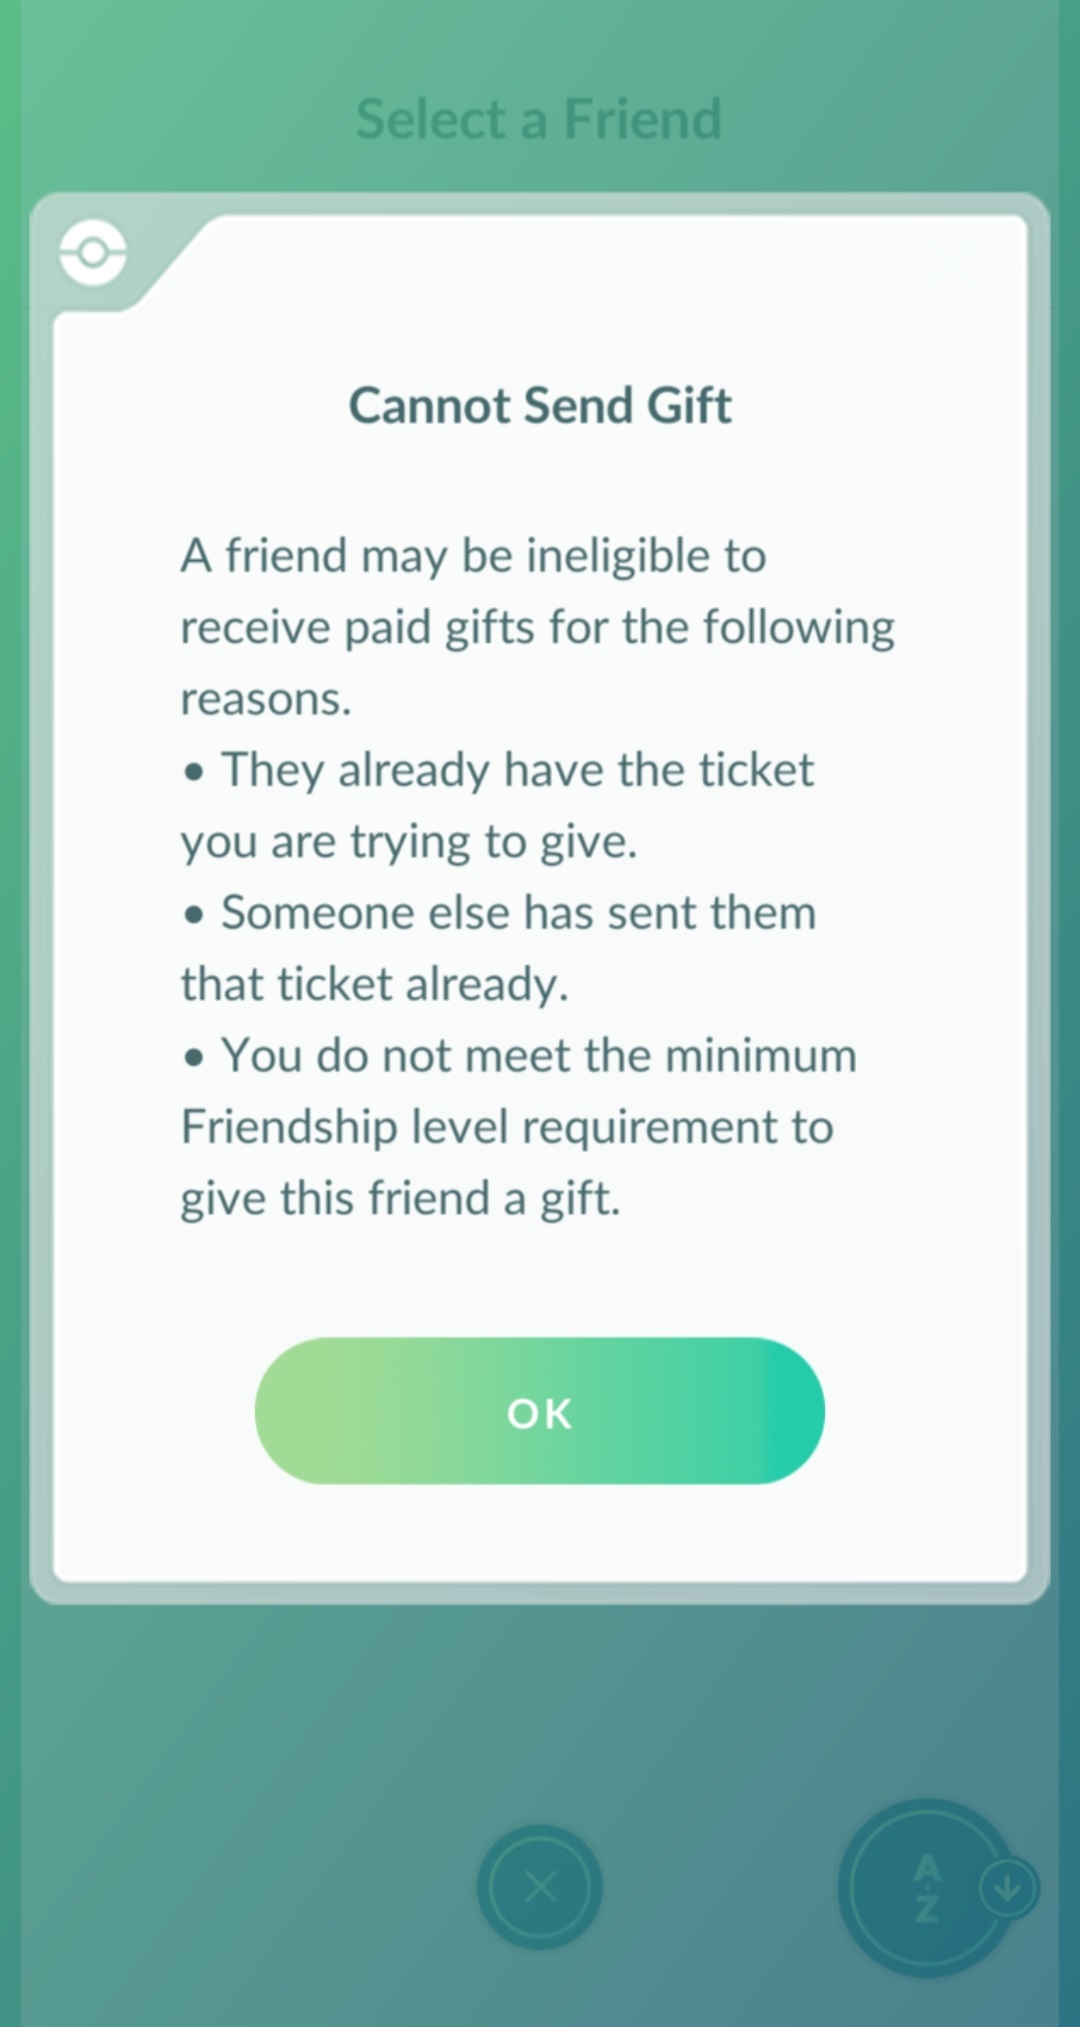 Select a Friend
Cannot Send Gift
A friend may be ineligible to
receive paid gifts for the following
reasons.
• They already have the ticket
you are trying to give.
• Someone else has sent them
that ticket already.
• You do not meet the minimum
Friendship level requirement to
give this friend a gift.
OK
A
Z